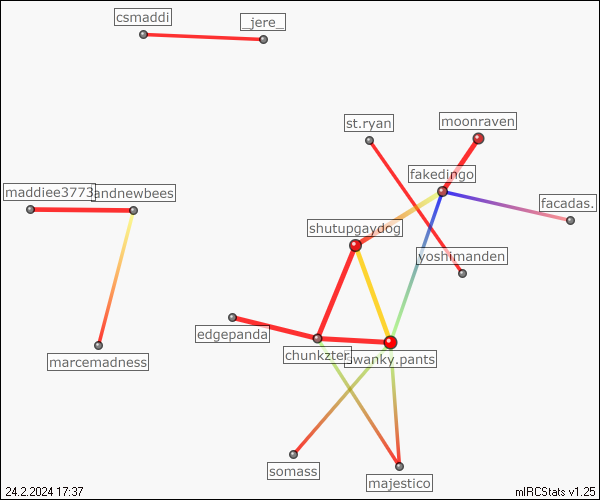 csmaddi
_jere_
st.ryan
moonraven
fakedingo
maddiee3773
andnewbees
facadas.
shutupgaydog
yoshimanden
edgepanda
chunkzter
swanky.pants
marcemadness
somass
majestico
24.2.2024 17:37
mIRCStats v1.25